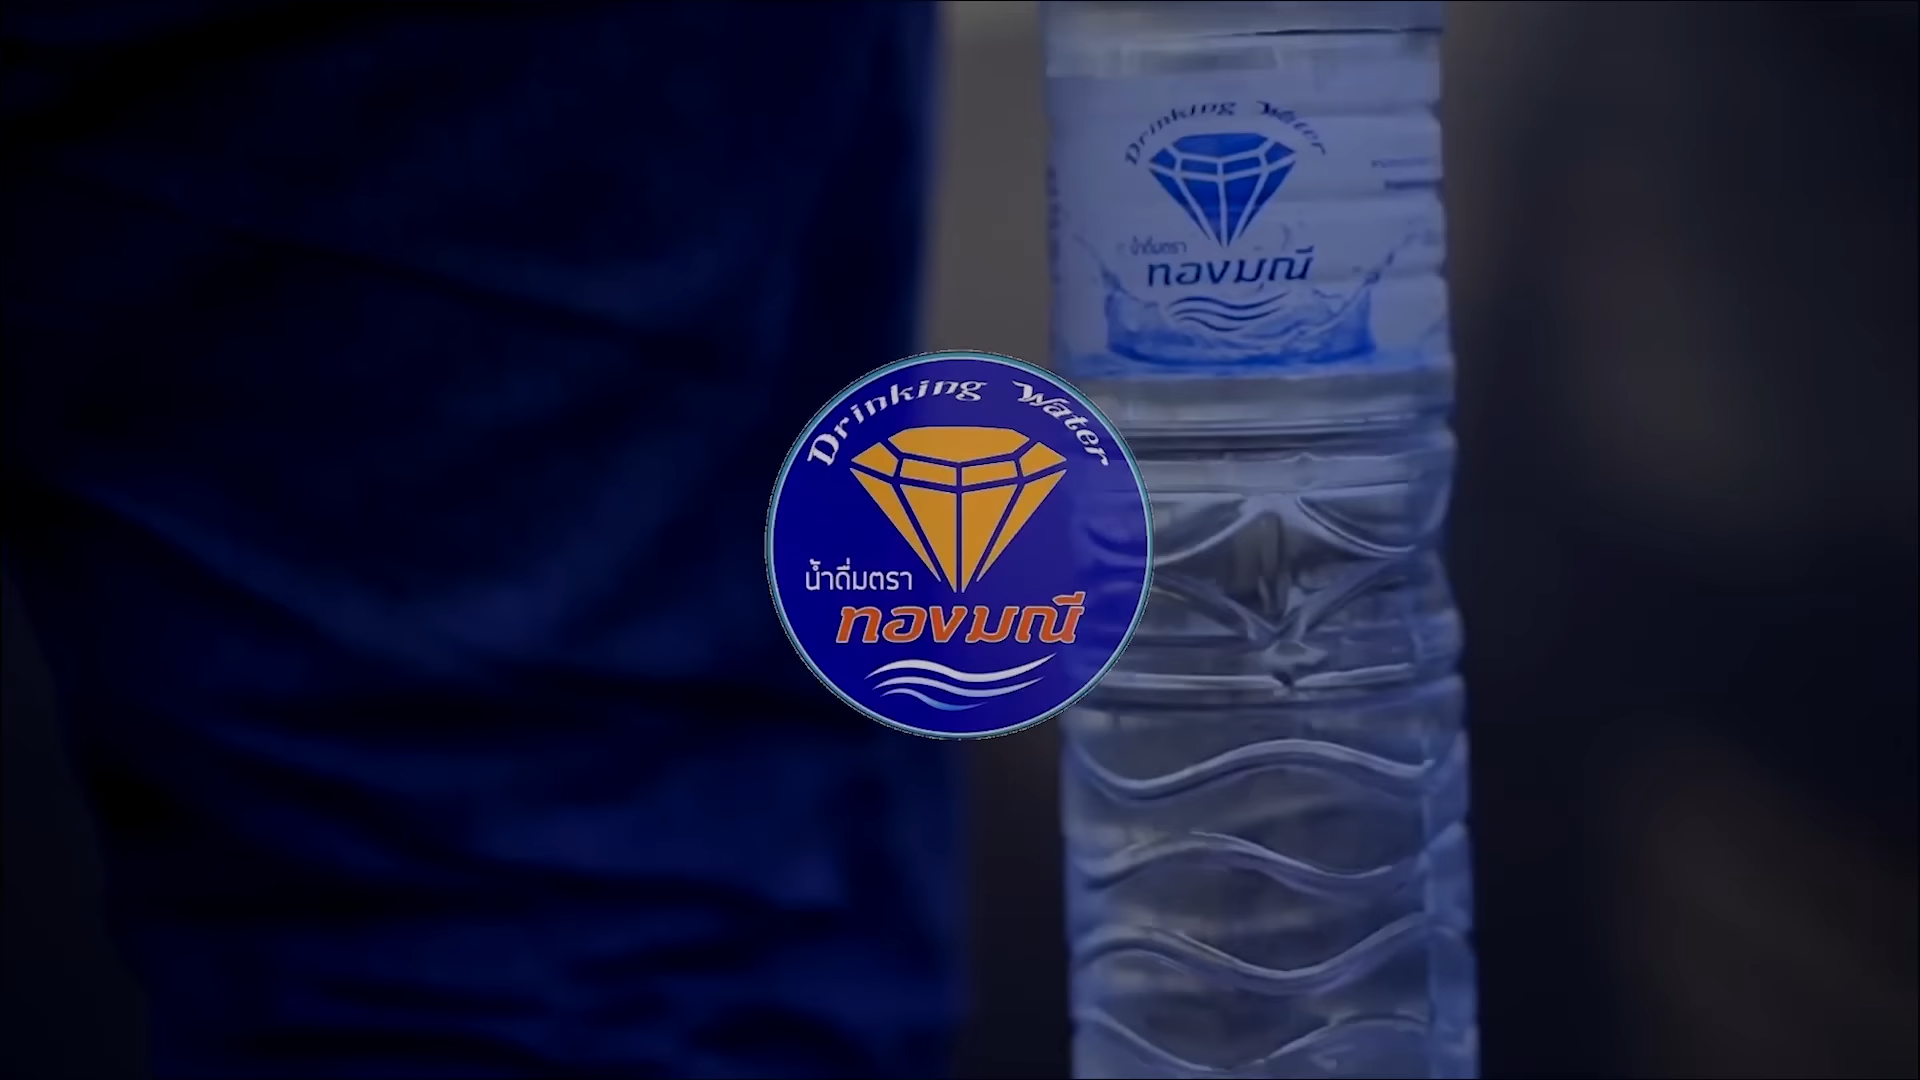 Drinking Water
น้ำดื่มตรา
ทองมณี
Drinking Water
น้ำดื่มตรา
ทองมณี